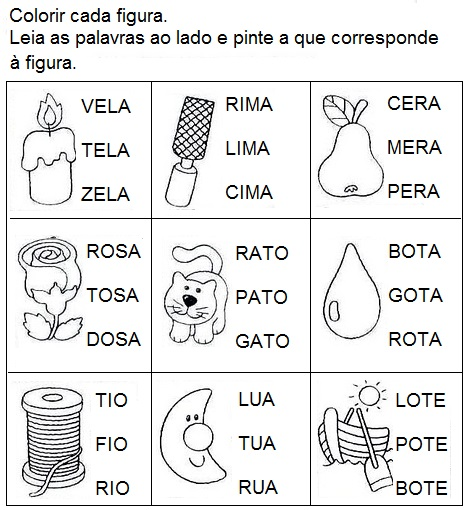 Colorir cada figura.
Leia as palavras ao lado e pinte a que corresponde
à figura.
VELA
TELA
ZELA
RIMA
LIMA
CIMA
CERA
MERA
PERA
ROSA
TOSA
DOSA
RATO
PATO
GATO
BOTA
GOTA
ROTA
TIO
FIO
RIO
LUA
TUA
RUA
LOTE
POTE
BOTE